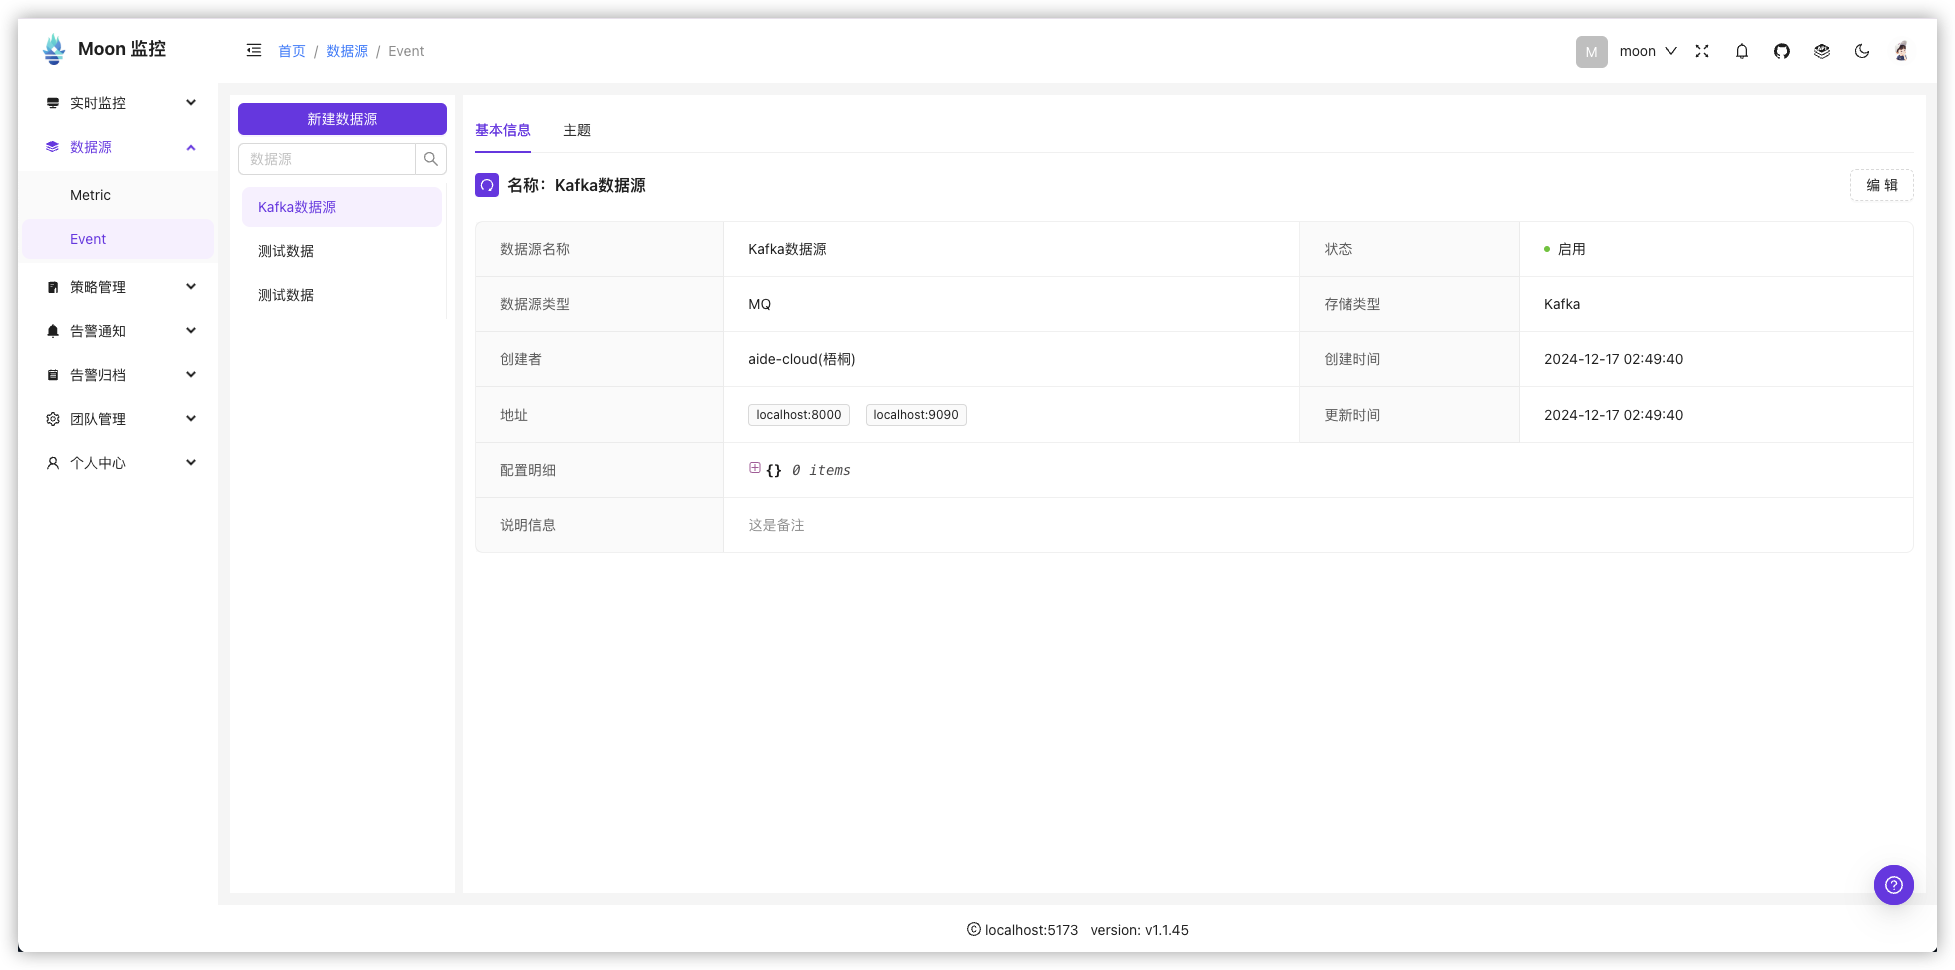 Moon 监控
首页 / 数据源 / Event
M moon
实时监控
数据源
Metric
Event
策略管理
告警通知
告警归档
团队管理
个人中心
新建数据源
数据源
Kafka数据源
测试数据
测试数据
基本信息 主题
名称：Kafka数据源
编 辑
数据源名称 Kafka数据源 状态 启用
数据源类型 MQ 存储类型 Kafka
创建者 aide-cloud(梧桐) 创建时间 2024-12-17 02:49:40
地址 localhost:8000 localhost:9090 更新时间 2024-12-17 02:49:40
配置明细 {} 0 items
说明信息 这是备注
© localhost:5173 version: v1.1.45